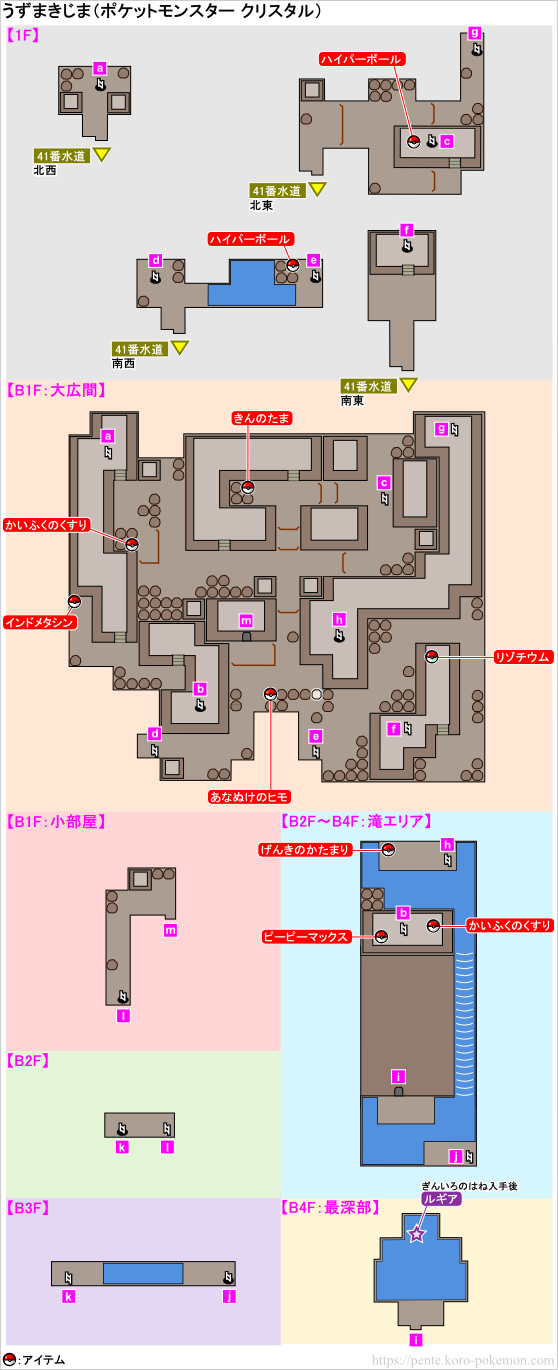 うずまきじま(ポケットモンスター クリスタル)
【1F】
a
41番水道
北西
g
ハイパーボール
c
41番水道
北東
ハイパーボール
d
e
41番水道
南西
f
41番水道
南東
【B1F:大広間】
a
きんのたま
g
c
かいふくのくすり
インドメタシン
m
h
リゾチウム
b
d
e
f
あなぬけのヒモ
【B1F:小部屋】
m
l
【B2F～B4F:滝エリア】
げんきのかたまり
h
b
かいふくのくすり
ピーピーマックス
i
j
【B2F】
k
l
【B3F】
k
j
【B4F:最深部】
ぎんいろのはね入手後
ルギア
i
:アイテム
https://pente.koro-pokemon.com